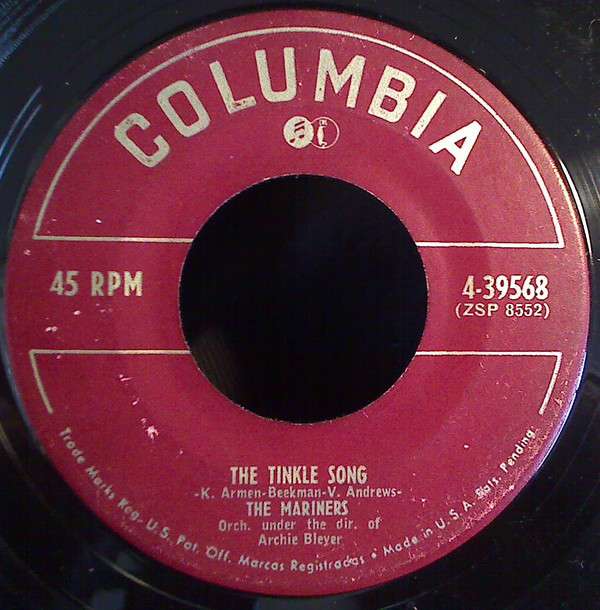 COLUMBIA
45 RPM
4-39568
(ZSP 8552)
THE TINKLE SONG
-K. Armen-Beekman-V. Andrews-
THE MARINERS
Orch. under the dir. of
Archie Bleyer
Trade Marks Reg. U.S. Pat. Off. Marcas Registradas • Made in U.S.A. Pats. Pending